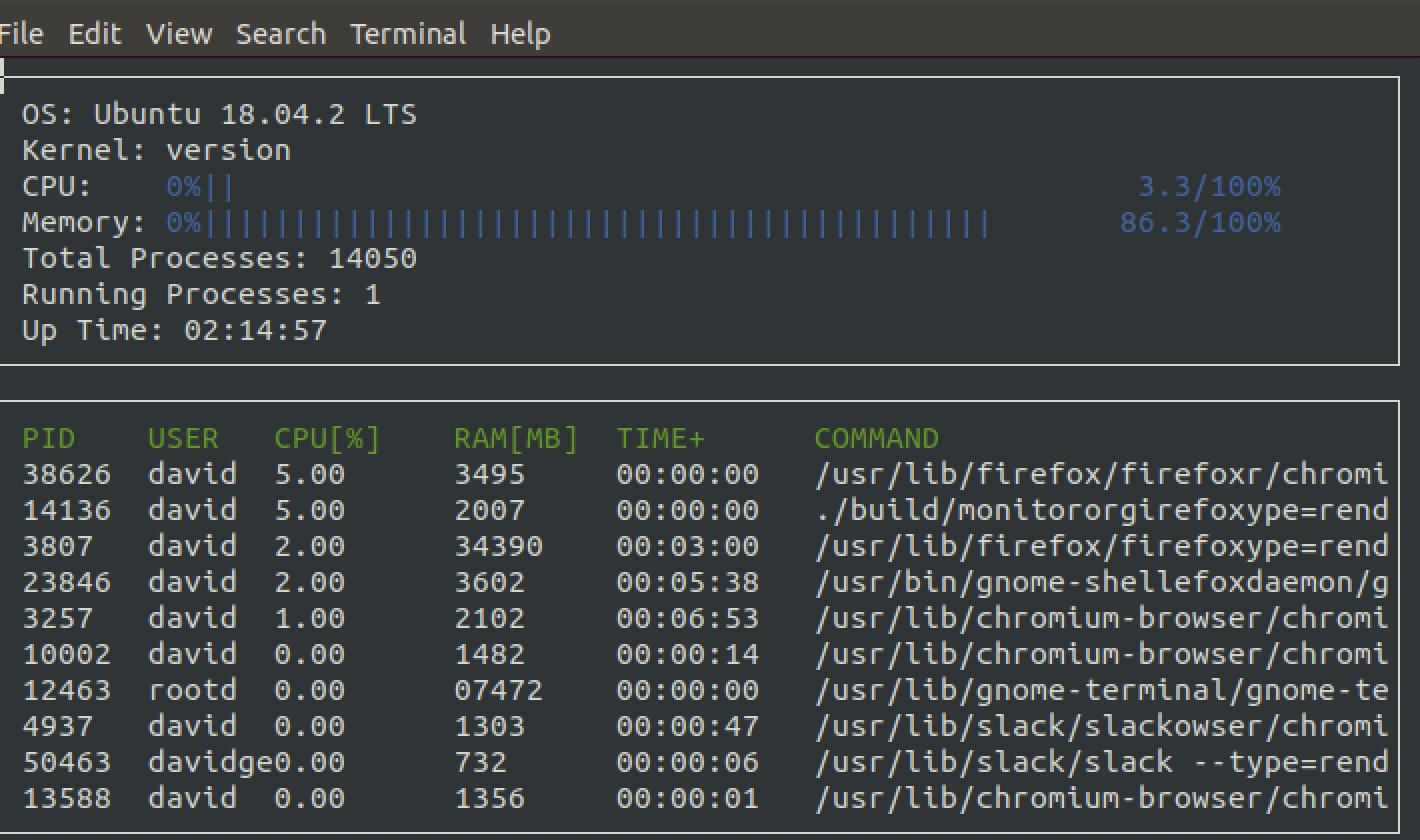 File Edit View Search Terminal Help
OS: Ubuntu 18.04.2 LTS
Kernel: version
CPU: 0%|| 3.3/100%
Memory: 0%|||||||||||||||||||||||||||||||||||||||||||| 86.3/100%
Total Processes: 14050
Running Processes: 1
Up Time: 02:14:57
PID USER CPU[%] RAM[MB] TIME+ COMMAND
38626 david 5.00 3495 00:00:00 /usr/lib/firefox/firefoxr/chromi
14136 david 5.00 2007 00:00:00 ./build/monitororgirefoxype=rend
3807 david 2.00 34390 00:03:00 /usr/lib/firefox/firefoxype=rend
23846 david 2.00 3602 00:05:38 /usr/bin/gnome-shellefoxdaemon/g
3257 david 1.00 2102 00:06:53 /usr/lib/chromium-browser/chromi
10002 david 0.00 1482 00:00:14 /usr/lib/chromium-browser/chromi
12463 rootd 0.00 07472 00:00:00 /usr/lib/gnome-terminal/gnome-te
4937 david 0.00 1303 00:00:47 /usr/lib/slack/slackowser/chromi
50463 davidge0.00 732 00:00:06 /usr/lib/slack/slack --type=rend
13588 david 0.00 1356 00:00:01 /usr/lib/chromium-browser/chromi